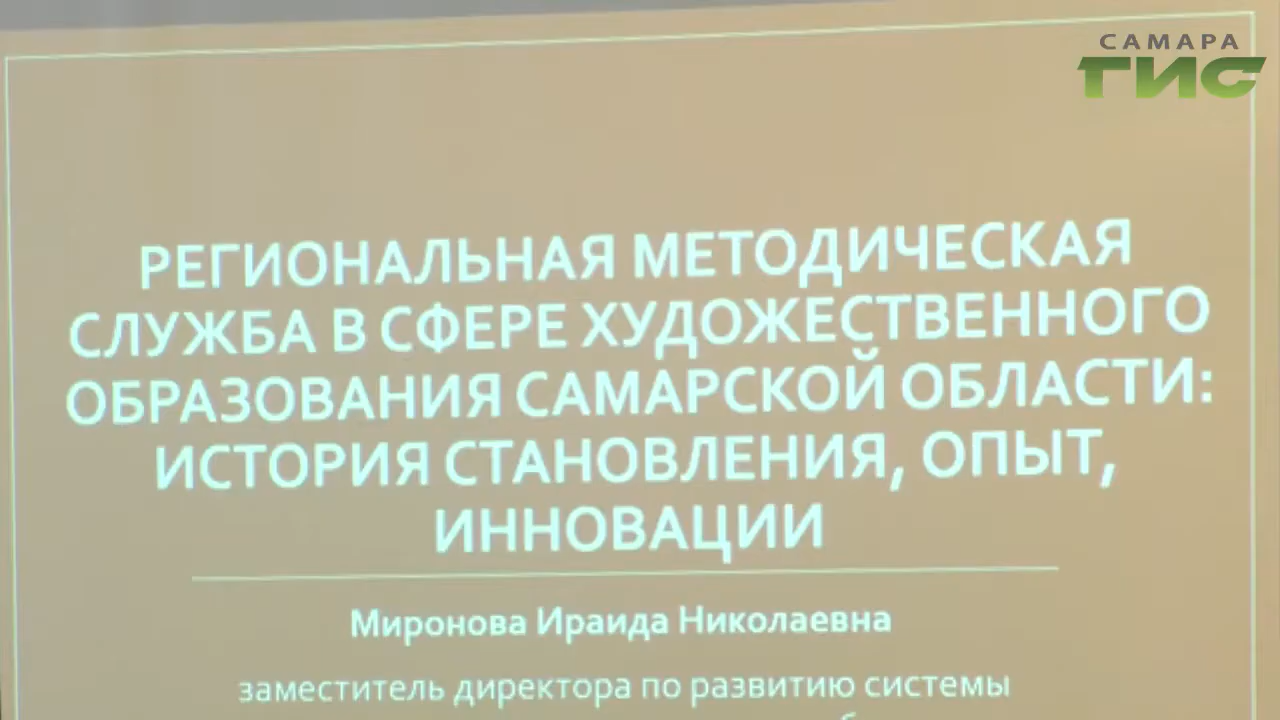 САМАРА
ГИС
РЕГИОНАЛЬНАЯ МЕТОДИЧЕСКАЯ
СЛУЖБА В СФЕРЕ ХУДОЖЕСТВЕННОГО
ОБРАЗОВАНИЯ САМАРСКОЙ ОБЛАСТИ:
ИСТОРИЯ СТАНОВЛЕНИЯ, ОПЫТ,
ИННОВАЦИИ
Миронова Ираида Николаевна
заместитель директора по развитию системы